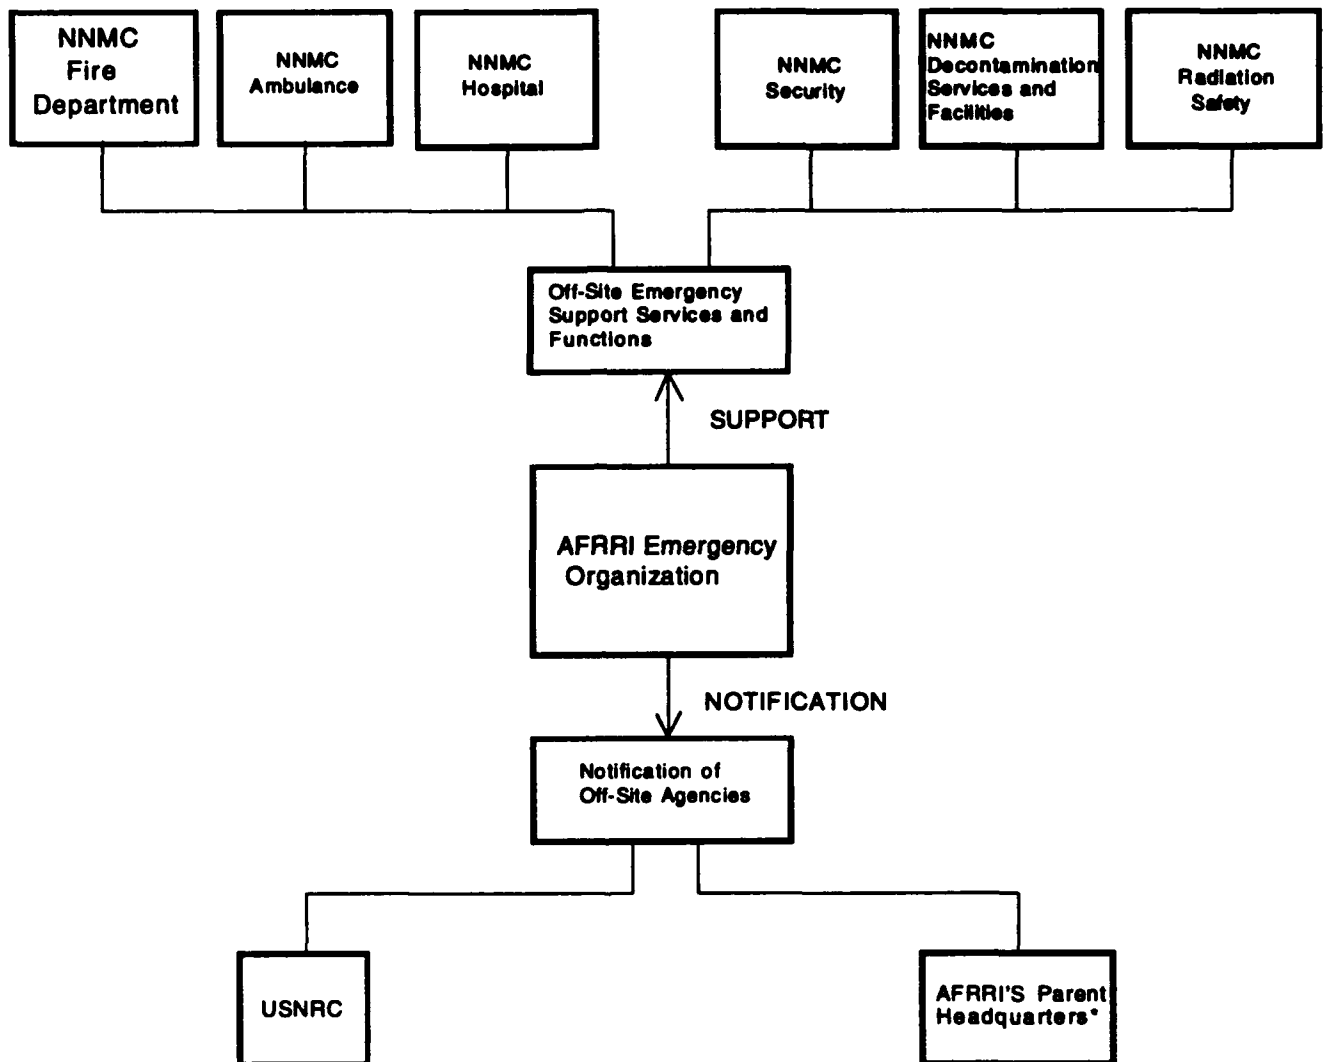 NNMC
Fire
Department
NNMC
Ambulance
NNMC
Hospital
NNMC
Security
NNMC
Decontamination
Services and
Facilities
NNMC
Radiation
Safety
Off-Site Emergency
Support Services and
Functions
SUPPORT
AFRRI Emergency
Organization
NOTIFICATION
Notification of
Off-Site Agencies
USNRC
AFRRI'S Parent
Headquarters*